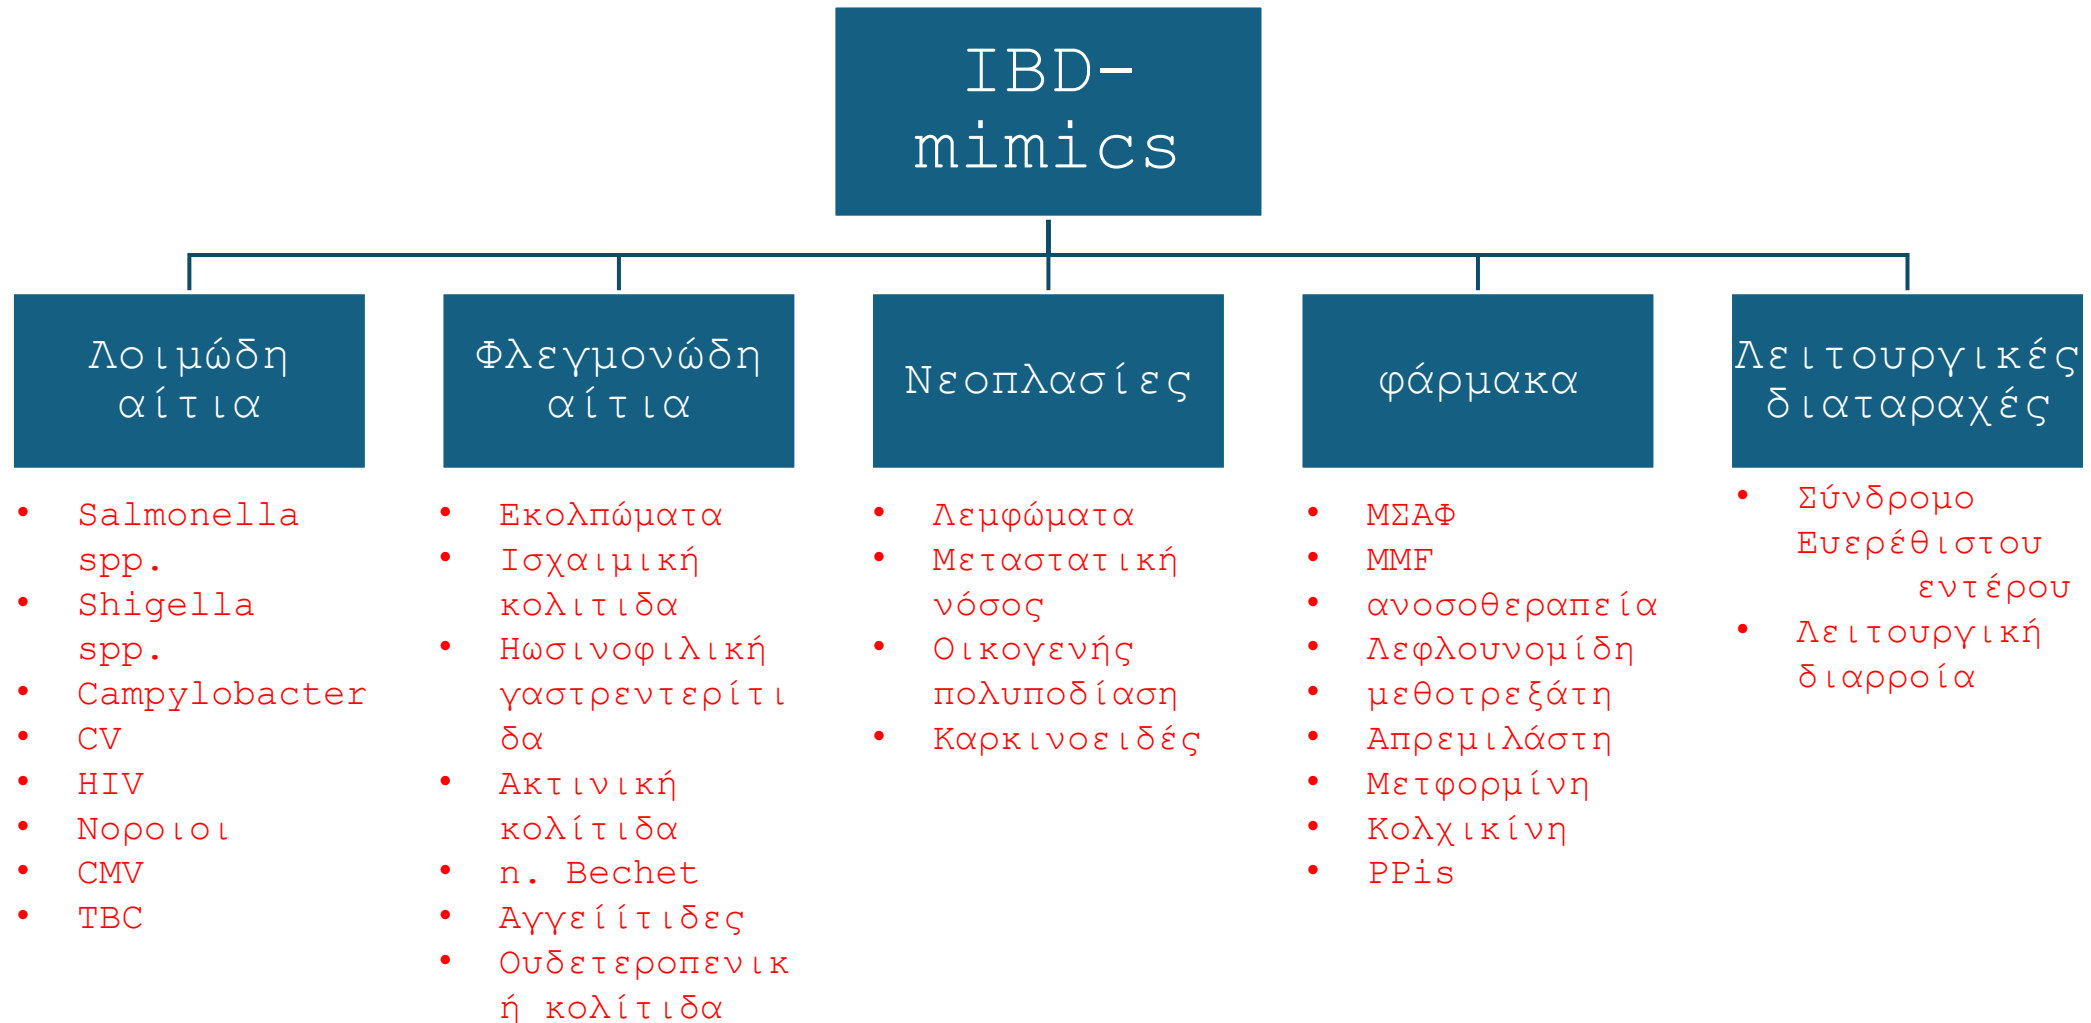 IBD-
mimics
Λοιμώδη
αίτια
• Salmonella
spp.
• Shigella
spp.
• Campylobacter
• CV
• HIV
• Νοροιοι
• CMV
• TBC
Φλεγμονώδη
αίτια
• Εκολπώματα
• Ισχαιμική
κολιτιδα
• Ηωσινοφιλική
γαστρεντερίτι
δα
• Ακτινική
κολίτιδα
• n. Bechet
• Αγγείίτιδες
• Ουδετεροπενικ
ή κολίτιδα
Νεοπλασίες
• Λεμφώματα
• Μεταστατική
νόσος
• Οικογενής
πολυποδίαση
• Καρκινοειδές
φάρμακα
• ΜΣΑΦ
• MMF
• ανοσοθεραπεία
• Λεφλουνομίδη
• μεθοτρεξάτη
• Απρεμιλάστη
• Μετφορμίνη
• Κολχικίνη
• PPis
Λειτουργικές
διαταραχές
• Σύνδρομο
Ευερέθιστου
εντέρου
• Λειτουργική
διαρροία